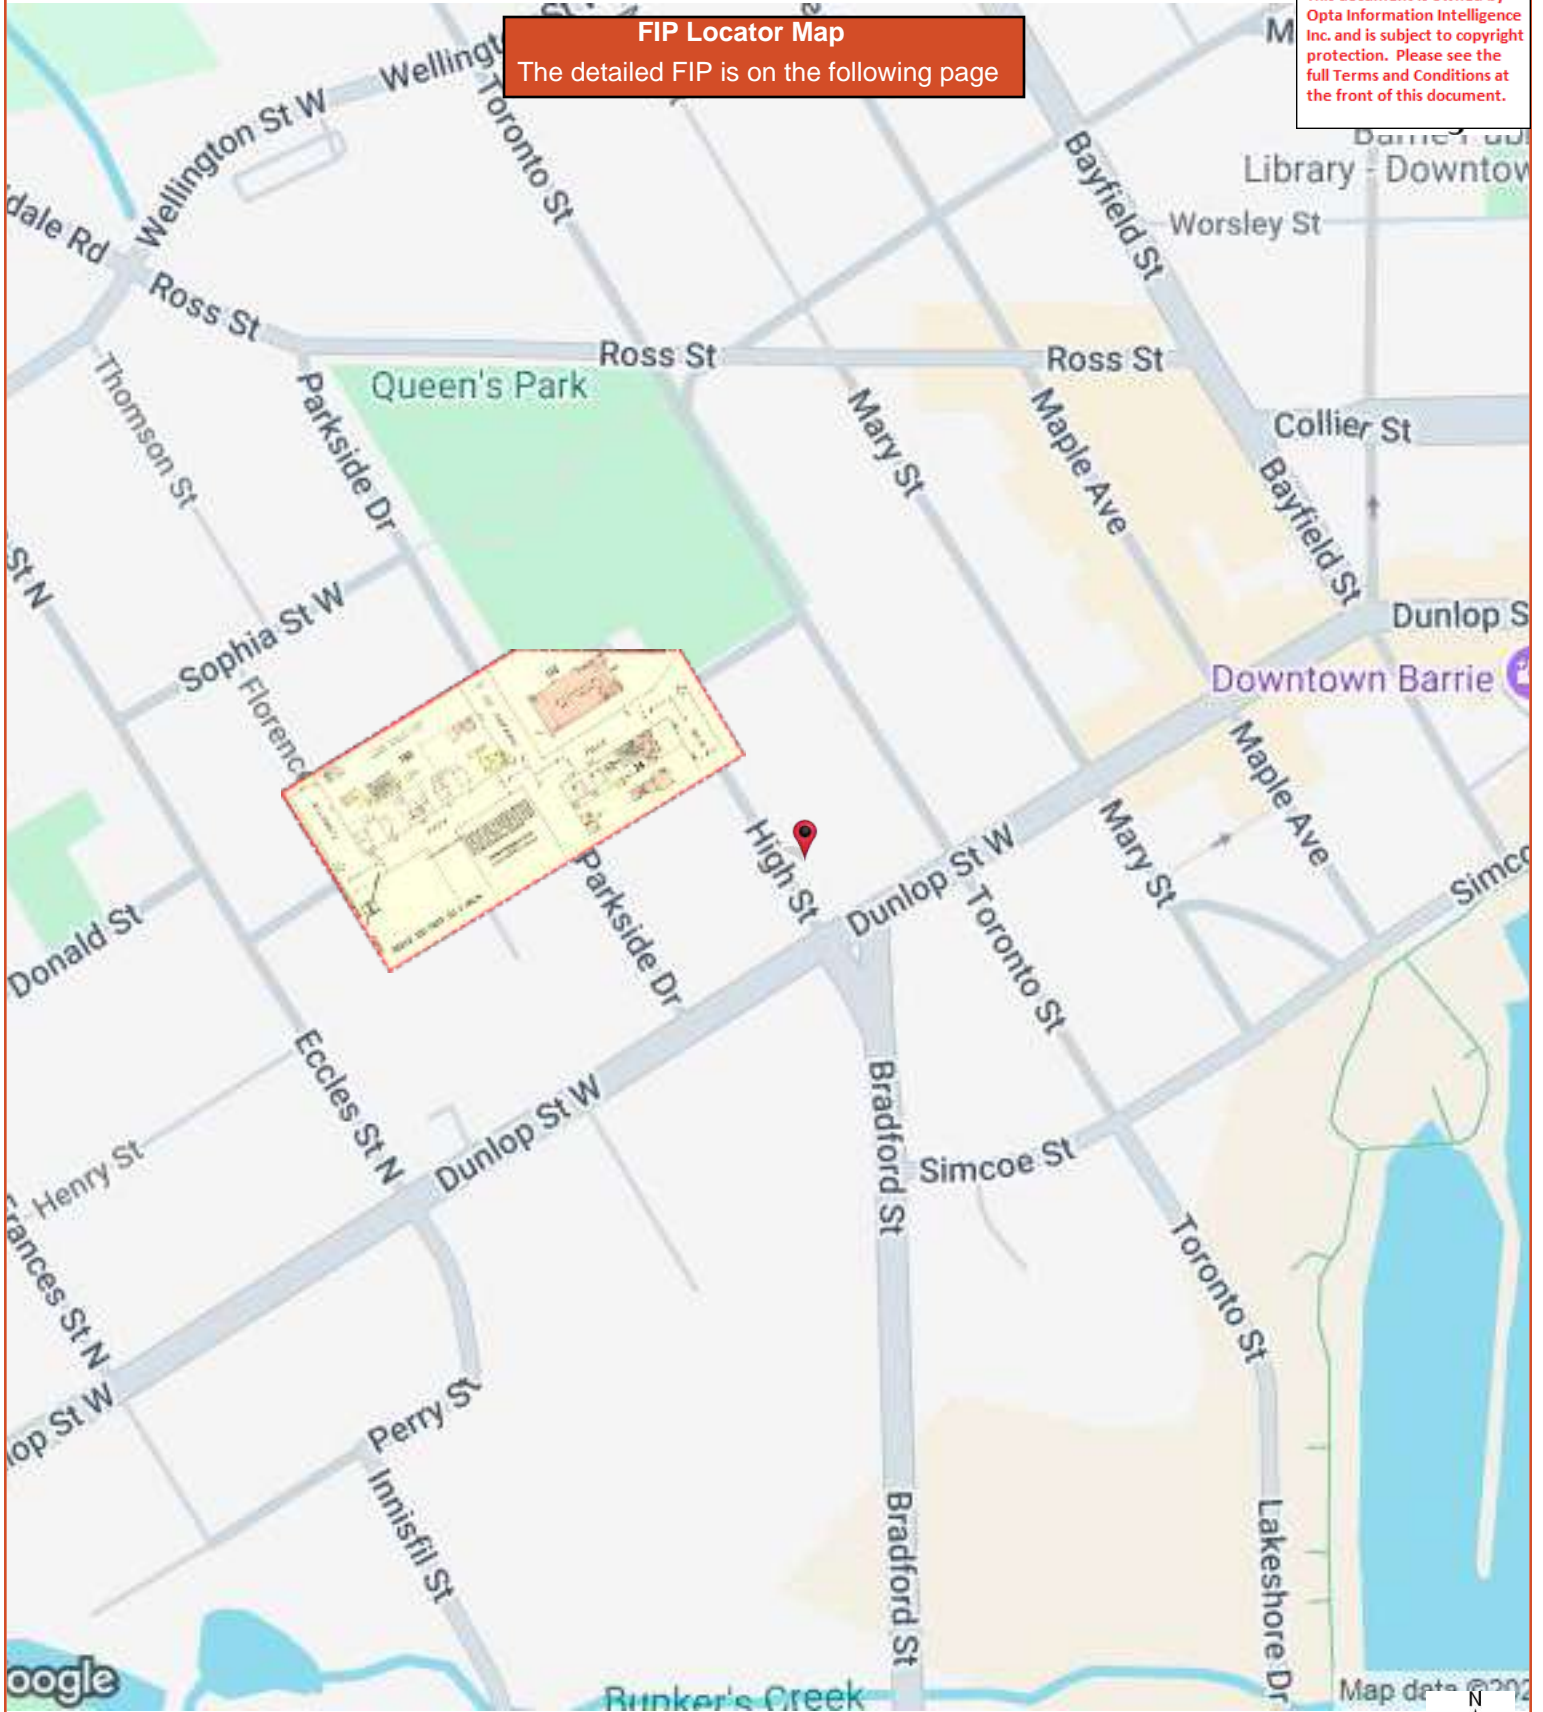 FIP Locator Map
The detailed FIP is on the following page
Opta Information Intelligence
Inc. and is subject to copyright
protection. Please see the
full Terms and Conditions at
the front of this document.
Library - Downtow
Wellington St W
Toronto St
Bayfield St
Worsley St
dale Rd
Ross St
Ross St
Ross St
Queen's Park
Thomson St
Parkside Dr
Mary St
Maple Ave
Collier St
Bayfield St
St N
Sophia St W
Dunlop S
Downtown Barrie
Florence
Maple Ave
High St
Mary St
Dunlop St W
Parkside Dr
Simco
Donald St
Toronto St
Eccles St N
Dunlop St W
Bradford St
Simcoe St
Henry St
rances St N
Toronto St
lop St W
Perry St
Innisfil St
Bradford St
Lakeshore Dr
oogle
Bunker's Creek
Map data ©202
N